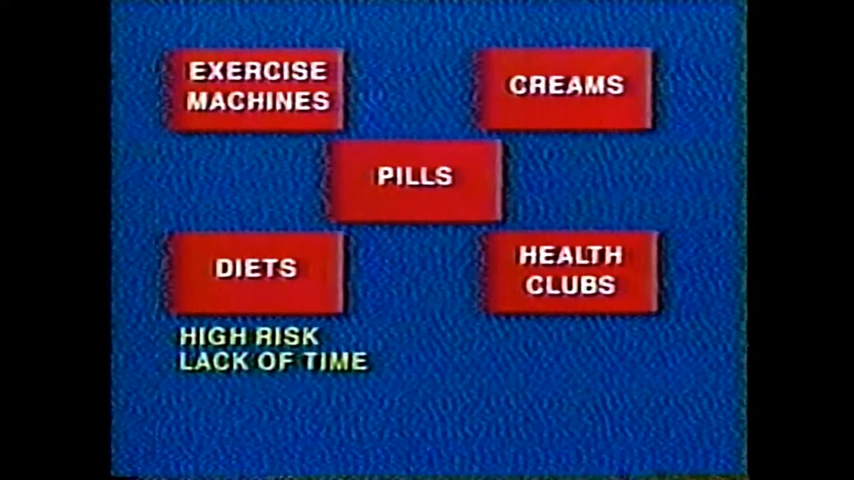 EXERCISE
MACHINES
CREAMS
PILLS
DIETS
HEALTH
CLUBS
HIGH RISK
LACK OF TIME